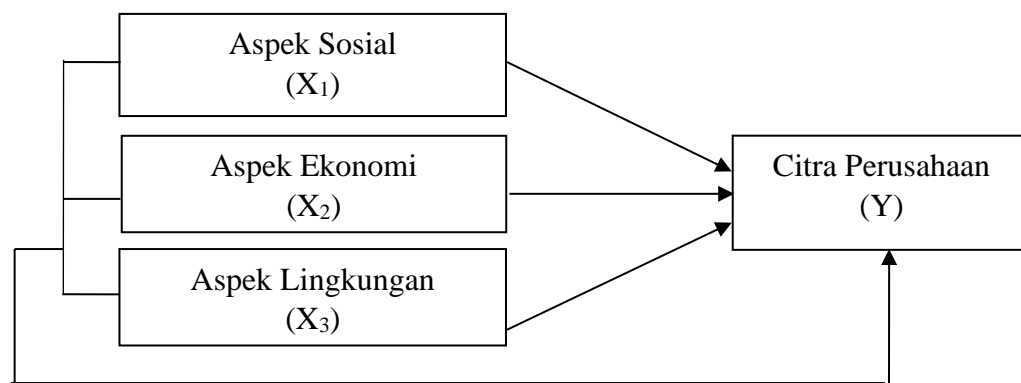 Aspek Sosial
(X₁)
Aspek Ekonomi
(X₂)
Aspek Lingkungan
(X₃)
Citra Perusahaan
(Y)